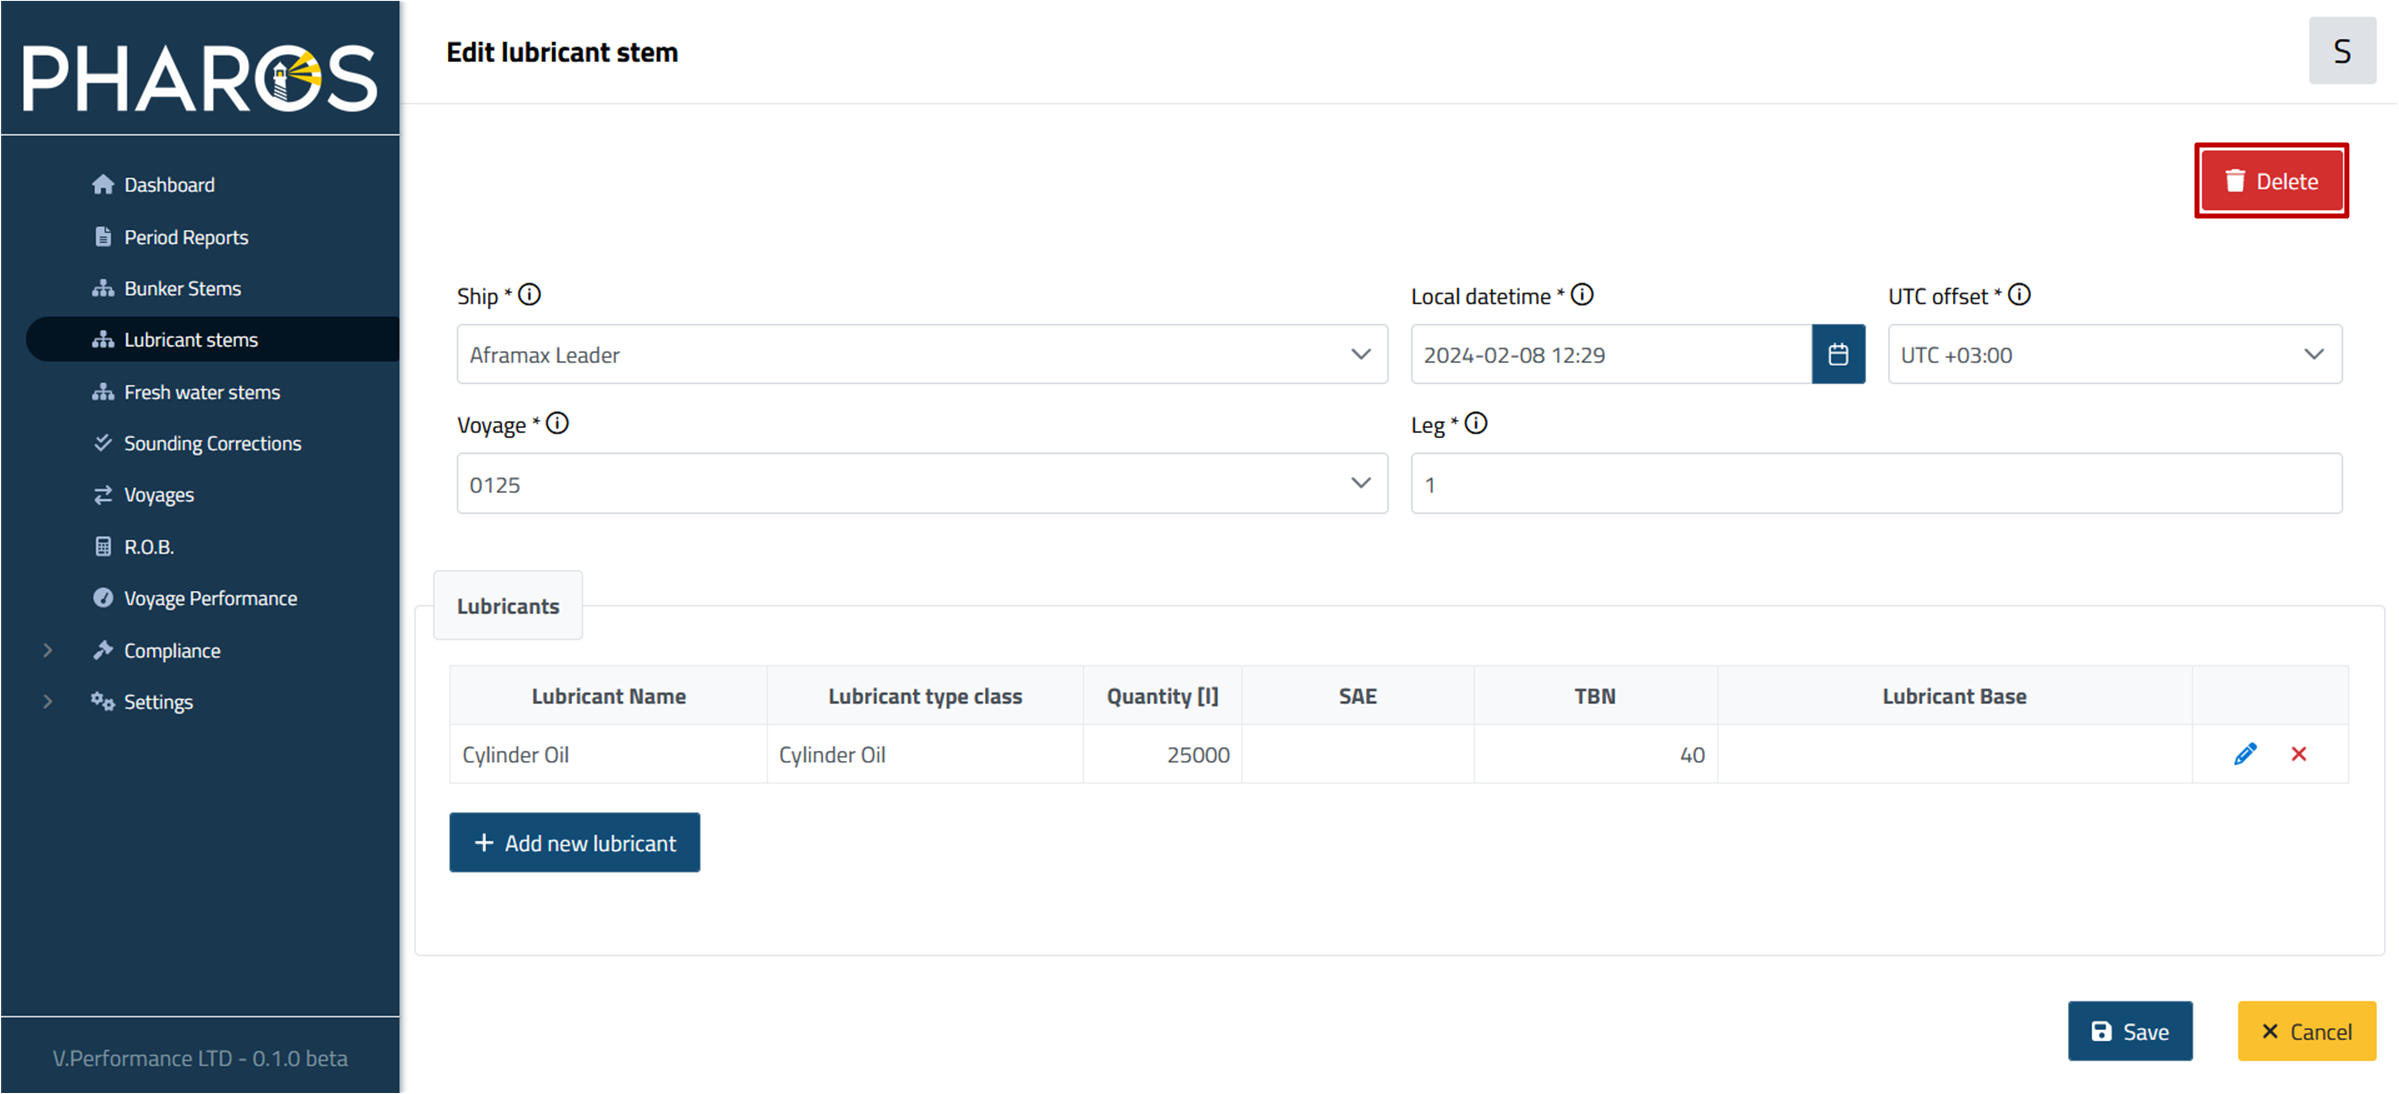 PHAROS
Edit lubricant stem
S
Dashboard
Period Reports
Bunker Stems
Lubricant stems
Fresh water stems
Sounding Corrections
Voyages
R.O.B.
Voyage Performance
Compliance
Settings
V.Performance LTD - 0.1.0 beta
Delete
Ship * Local datetime * UTC offset *
Aframax Leader 2024-02-08 12:29 UTC +03:00
Voyage * Leg *
0125 1
Lubricants
Lubricant Name Lubricant type class Quantity [l] SAE TBN Lubricant Base
Cylinder Oil Cylinder Oil 25000 40
Add new lubricant
Save Cancel